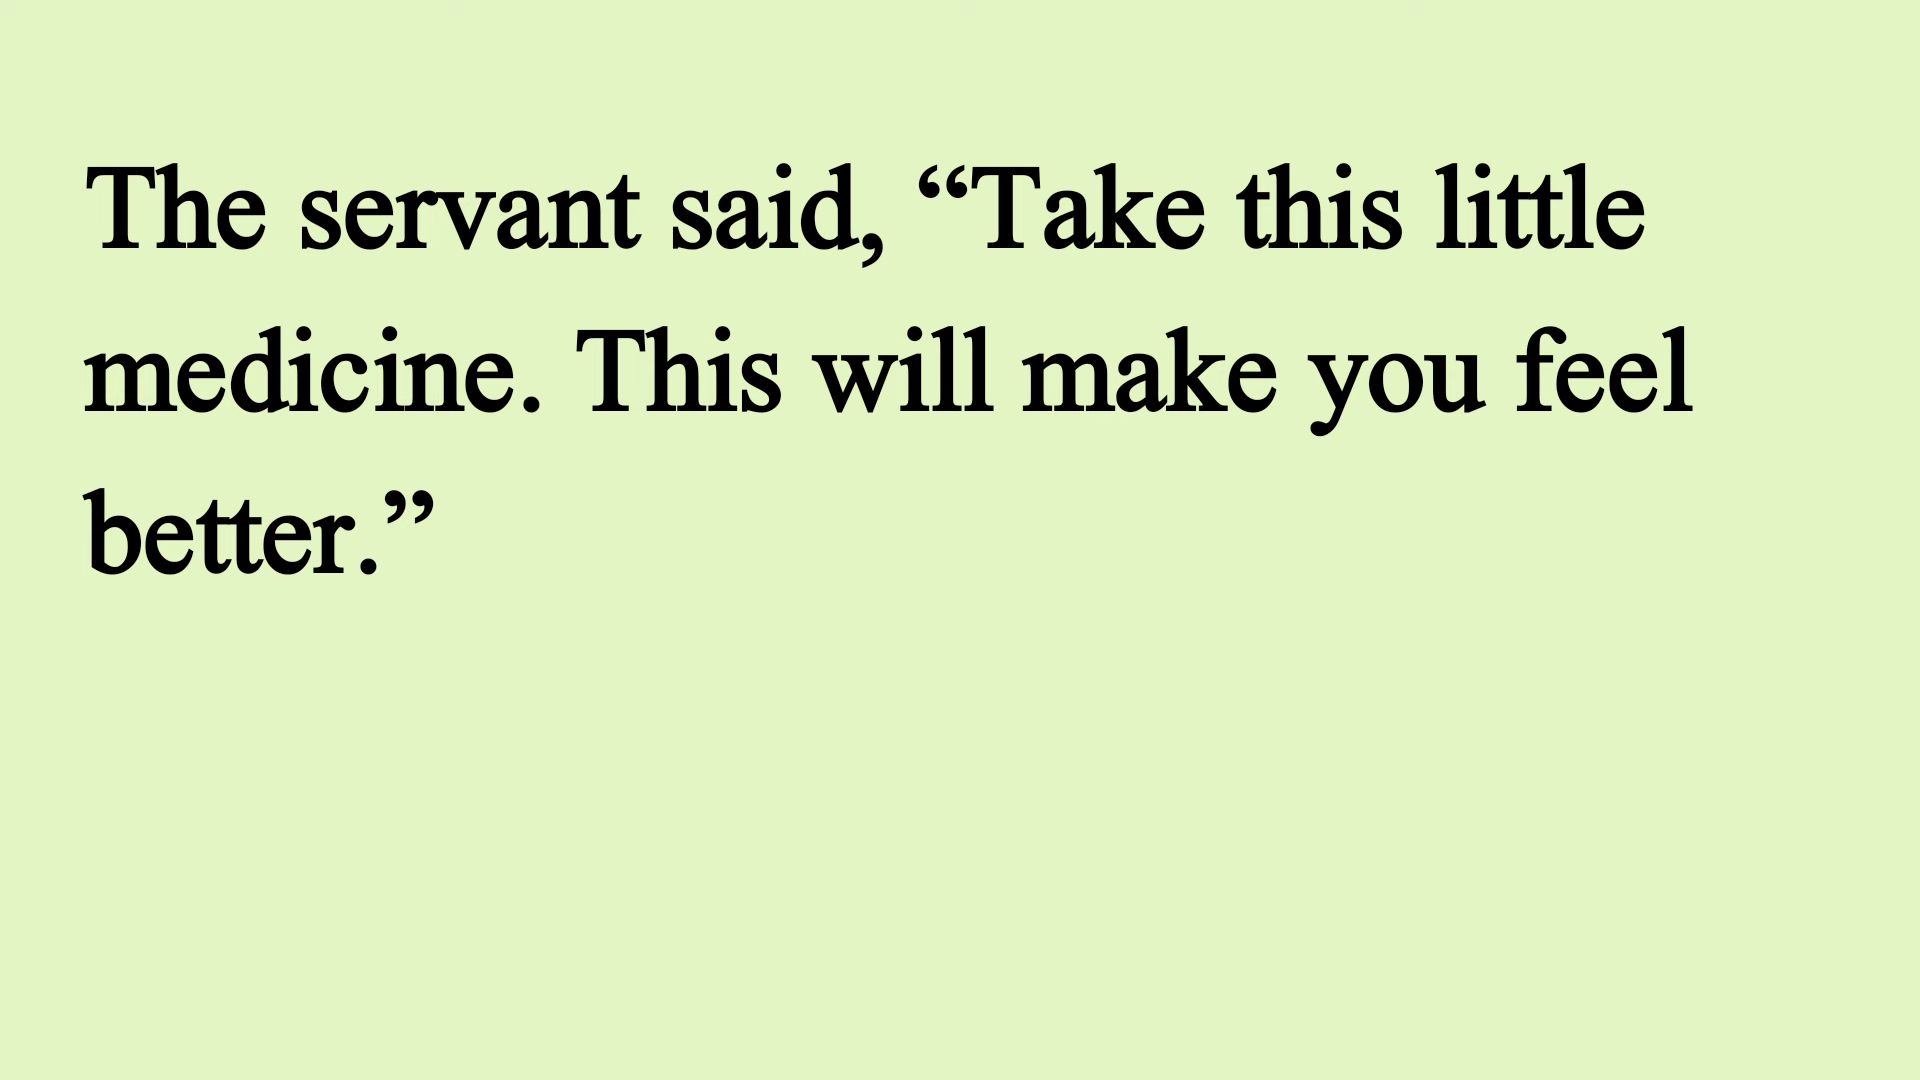 The servant said, “Take this little
medicine. This will make you feel
better.”